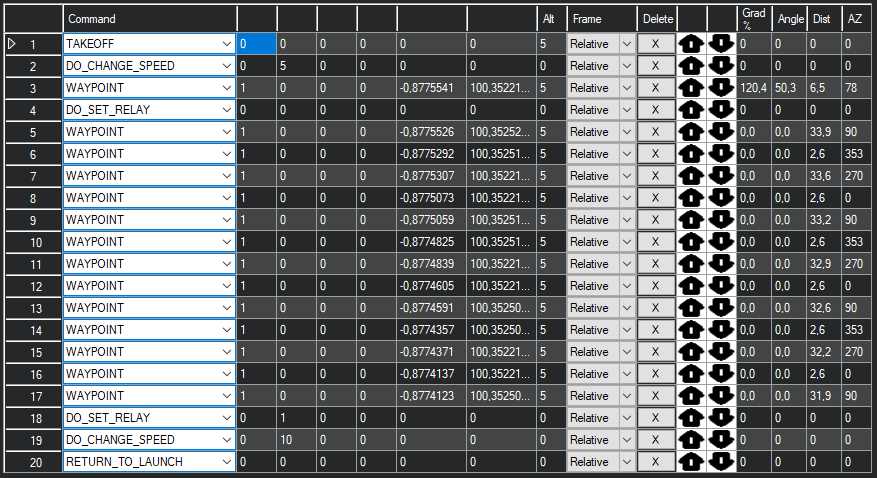 Command Alt Frame Delete Grad % Angle Dist AZ
1 TAKEOFF 0 0 0 0 0 0 5 Relative X 0 0 0 0
2 DO_CHANGE_SPEED 0 5 0 0 0 0 0 Relative X 0 0 0 0
3 WAYPOINT 1 0 0 0 -0,8775541 100,35221... 5 Relative X 120,4 50,3 6,5 78
4 DO_SET_RELAY 0 0 0 0 0 0 0 Relative X 0 0 0 0
5 WAYPOINT 1 0 0 0 -0,8775526 100,35252... 5 Relative X 0,0 0,0 33,9 90
6 WAYPOINT 1 0 0 0 -0,8775292 100,35251... 5 Relative X 0,0 0,0 2,6 353
7 WAYPOINT 1 0 0 0 -0,8775307 100,35221... 5 Relative X 0,0 0,0 33,6 270
8 WAYPOINT 1 0 0 0 -0,8775073 100,35221... 5 Relative X 0,0 0,0 2,6 0
9 WAYPOINT 1 0 0 0 -0,8775059 100,35251... 5 Relative X 0,0 0,0 33,2 90
10 WAYPOINT 1 0 0 0 -0,8774825 100,35251... 5 Relative X 0,0 0,0 2,6 353
11 WAYPOINT 1 0 0 0 -0,8774839 100,35221... 5 Relative X 0,0 0,0 32,9 270
12 WAYPOINT 1 0 0 0 -0,8774605 100,35221... 5 Relative X 0,0 0,0 2,6 0
13 WAYPOINT 1 0 0 0 -0,8774591 100,35250... 5 Relative X 0,0 0,0 32,6 90
14 WAYPOINT 1 0 0 0 -0,8774357 100,35250... 5 Relative X 0,0 0,0 2,6 353
15 WAYPOINT 1 0 0 0 -0,8774371 100,35221... 5 Relative X 0,0 0,0 32,2 270
16 WAYPOINT 1 0 0 0 -0,8774137 100,35221... 5 Relative X 0,0 0,0 2,6 0
17 WAYPOINT 1 0 0 0 -0,8774123 100,35250... 5 Relative X 0,0 0,0 31,9 90
18 DO_SET_RELAY 0 1 0 0 0 0 0 Relative X 0 0 0 0
19 DO_CHANGE_SPEED 0 10 0 0 0 0 0 Relative X 0 0 0 0
20 RETURN_TO_LAUNCH 0 0 0 0 0 0 0 Relative X 0 0 0 0